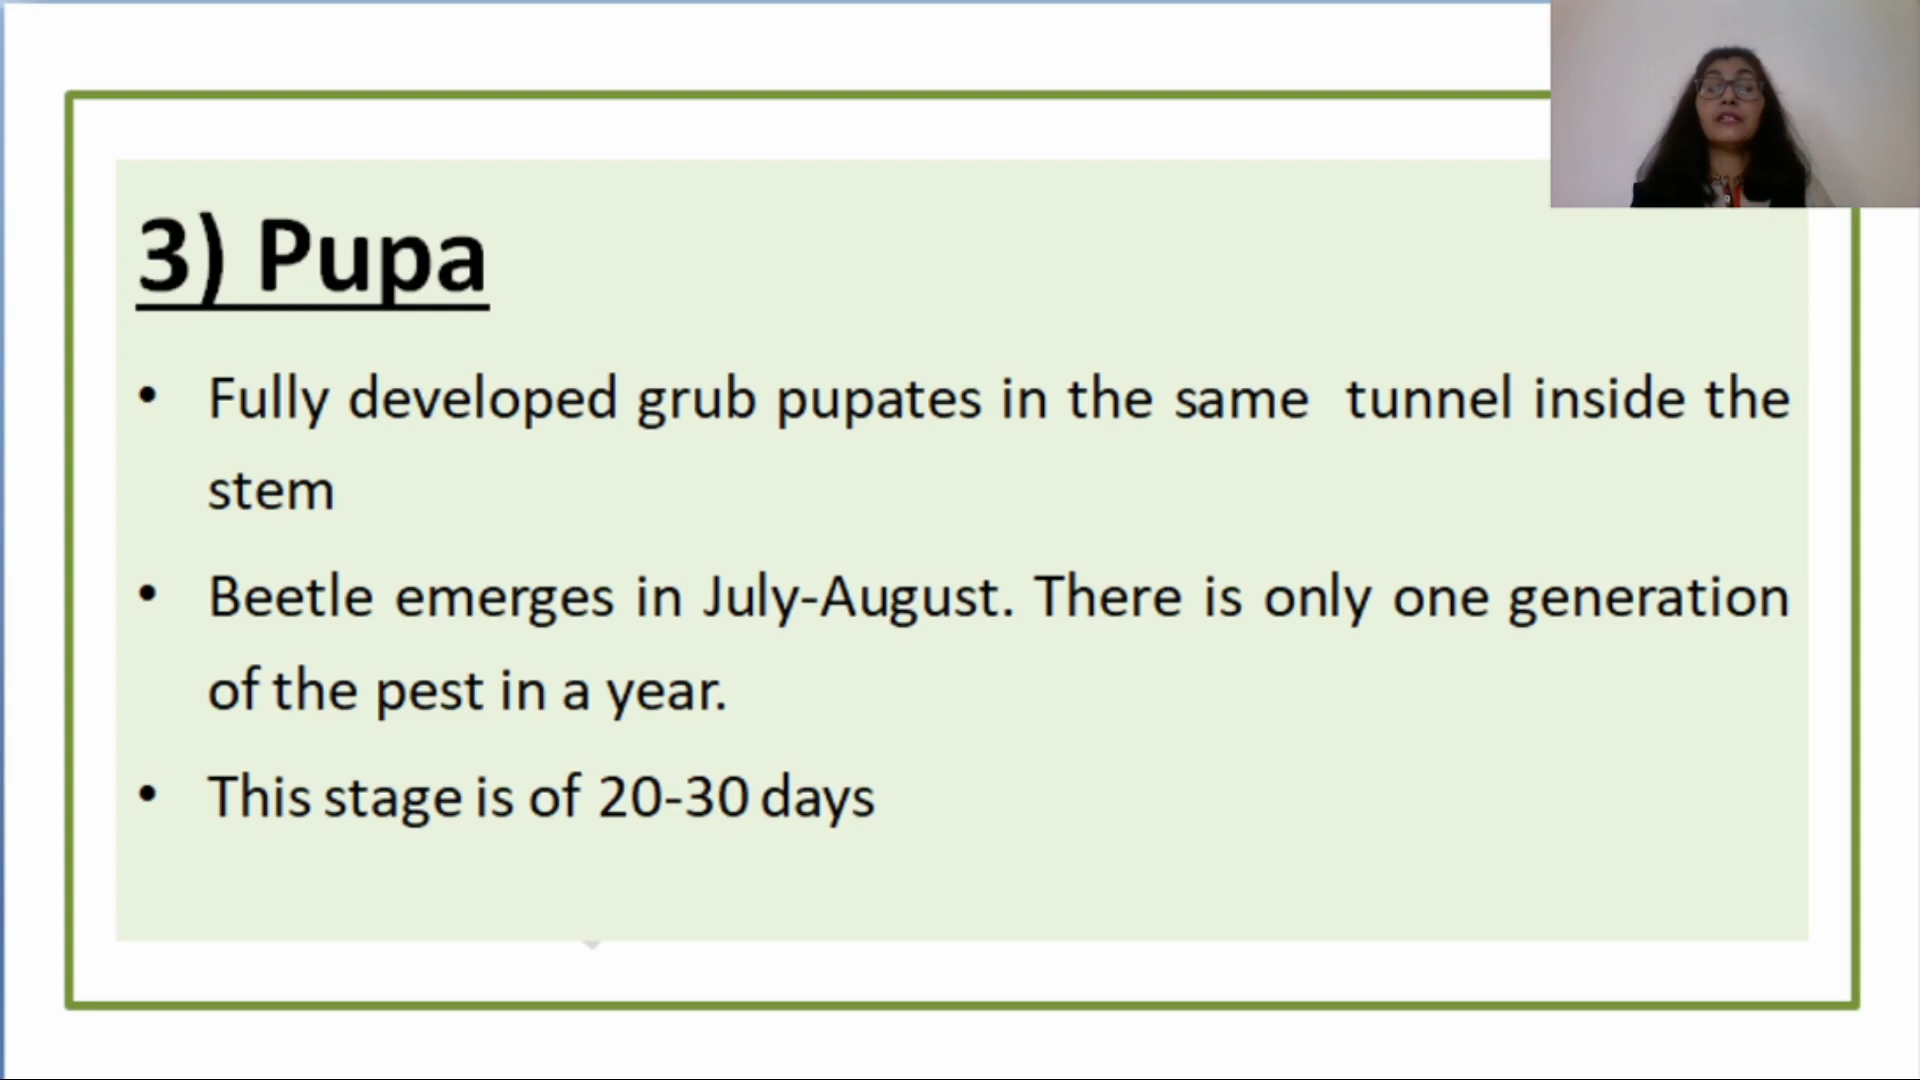 3) Pupa
• Fully developed grub pupates in the same tunnel inside the
stem
• Beetle emerges in July-August. There is only one generation
of the pest in a year.
• This stage is of 20-30 days